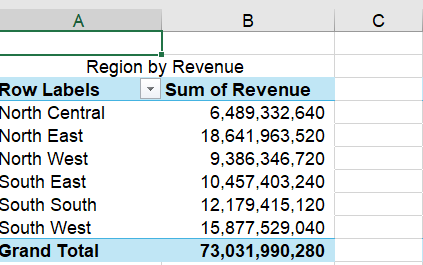 A B C
Region by Revenue
Row Labels Sum of Revenue
North Central 6,489,332,640
North East 18,641,963,520
North West 9,386,346,720
South East 10,457,403,240
South South 12,179,415,120
South West 15,877,529,040
Grand Total 73,031,990,280